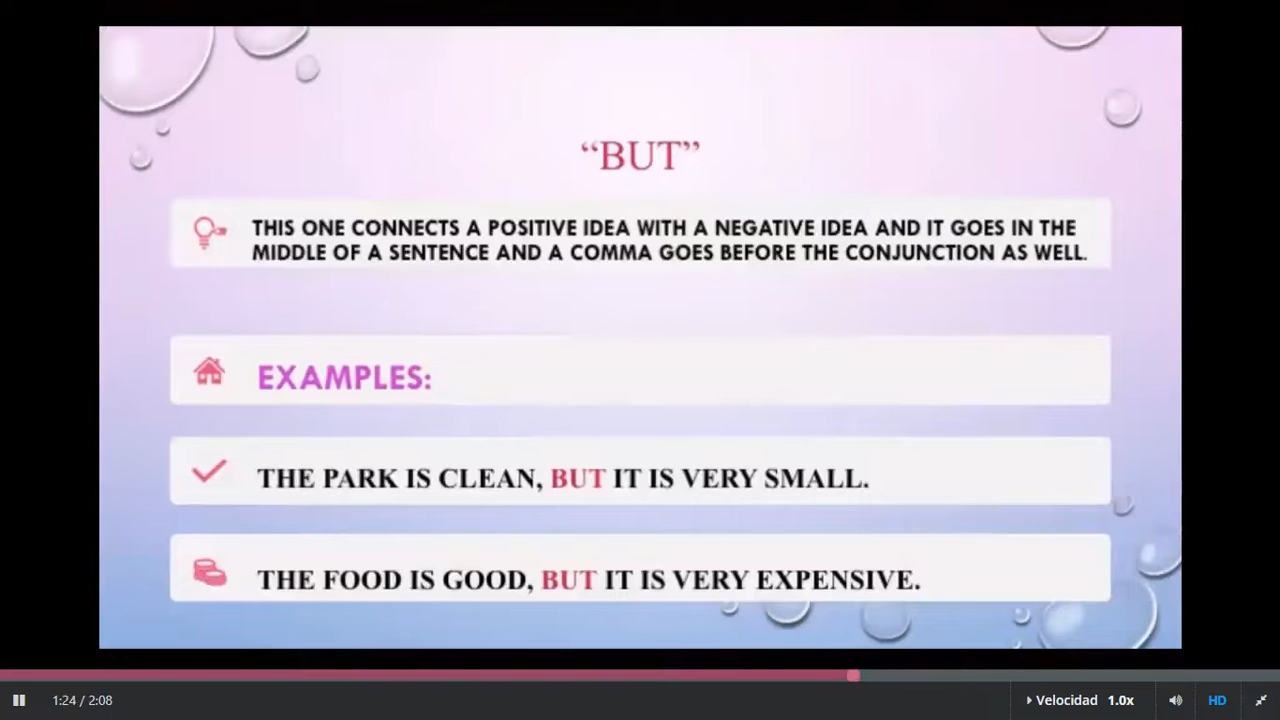 “BUT”
THIS ONE CONNECTS A POSITIVE IDEA WITH A NEGATIVE IDEA AND IT GOES IN THE
MIDDLE OF A SENTENCE AND A COMMA GOES BEFORE THE CONJUNCTION AS WELL.
EXAMPLES:
THE PARK IS CLEAN, BUT IT IS VERY SMALL.
THE FOOD IS GOOD, BUT IT IS VERY EXPENSIVE.
1:24 / 2:08
Velocidad 1.0x
HD